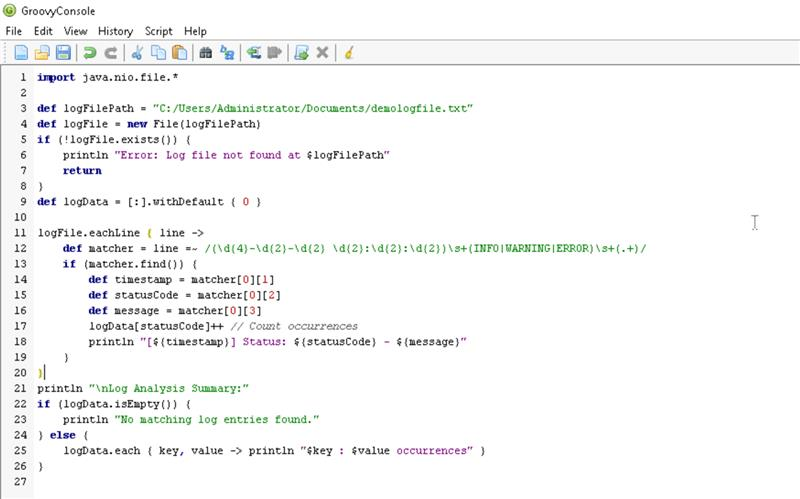 GroovyConsole
File Edit View History Script Help
1 import java.nio.file.*
2
3 def logFilePath = "C:/Users/Administrator/Documents/demologfile.txt"
4 def logFile = new File(logFilePath)
5 if (!logFile.exists()) {
6     println "Error: Log file not found at $logFilePath"
7     return
8 }
9 def logData = [:].withDefault { 0 }
10
11 logFile.eachLine { line ->
12     def matcher = line =~ /(\d{4}-\d{2}-\d{2} \d{2}:\d{2}:\d{2})\s+(INFO|WARNING|ERROR)\s+(.+)/
13     if (matcher.find()) {
14         def timestamp = matcher[0][1]
15         def statusCode = matcher[0][2]
16         def message = matcher[0][3]
17         logData[statusCode]++ // Count occurrences
18         println "[${timestamp}] Status: ${statusCode} - ${message}"
19     }
20 }
21 println "\nLog Analysis Summary:"
22 if (logData.isEmpty()) {
23     println "No matching log entries found."
24 } else {
25     logData.each { key, value -> println "$key : $value occurrences" }
26 }
27